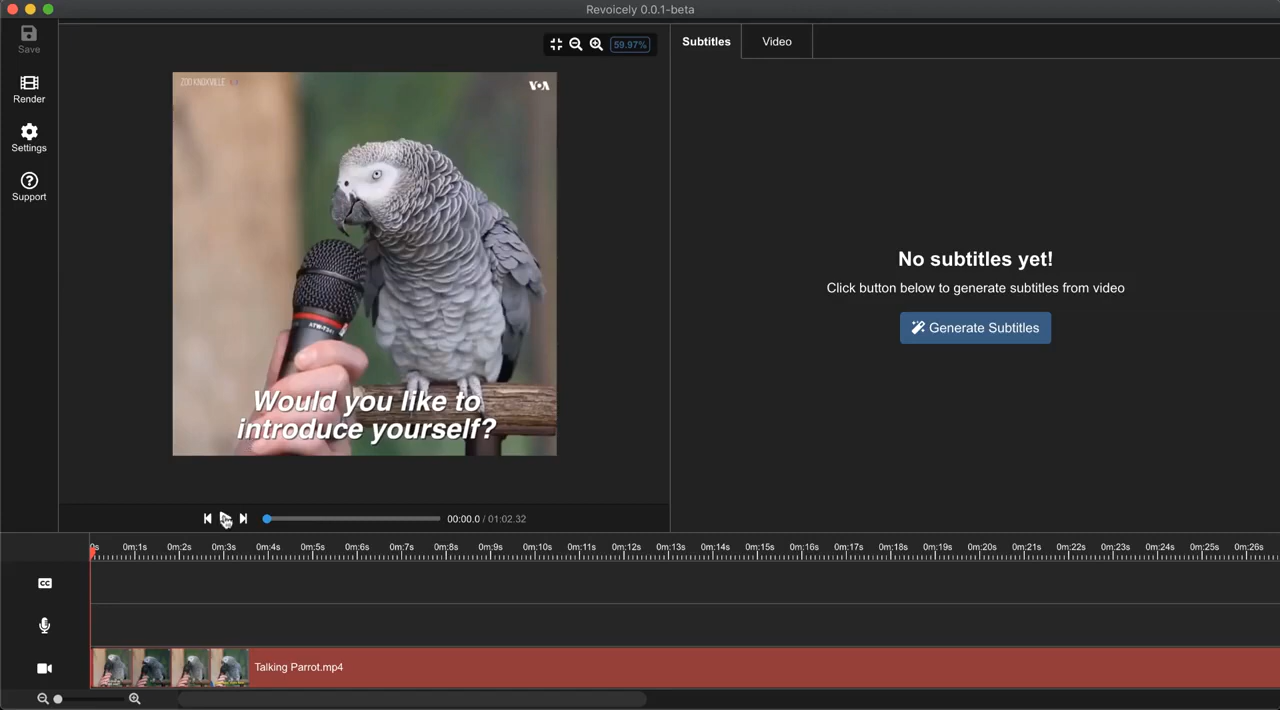 Revoicely 0.0.1-beta
Save
Render
Settings
Support
59.97%
ZOO KNOXVILLE
VOA
Would you like to
introduce yourself?
00:00.0 / 01:02.32
Subtitles
Video
No subtitles yet!
Click button below to generate subtitles from video
Generate Subtitles
0m:1s 0m:2s 0m:3s 0m:4s 0m:5s 0m:6s 0m:7s 0m:8s 0m:9s 0m:10s 0m:11s 0m:12s 0m:13s 0m:14s 0m:15s 0m:16s 0m:17s 0m:18s 0m:19s 0m:20s 0m:21s 0m:22s 0m:23s 0m:24s 0m:25s 0m:26s
CC
Talking Parrot.mp4